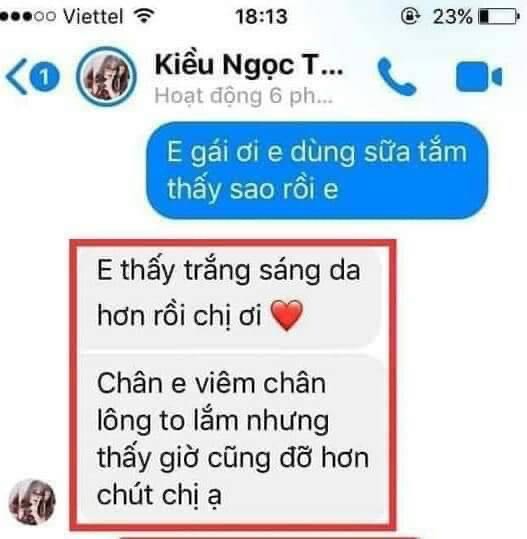 Viettel 18:13 23%
1 Kiều Ngọc T...
Hoạt động 6 ph...
E gái ơi e dùng sữa tắm
thấy sao rồi e
E thấy trắng sáng da
hơn rồi chị ơi ❤️
Chân e viêm chân
lông to lắm nhưng
thấy giờ cũng đỡ hơn
chút chị ạ